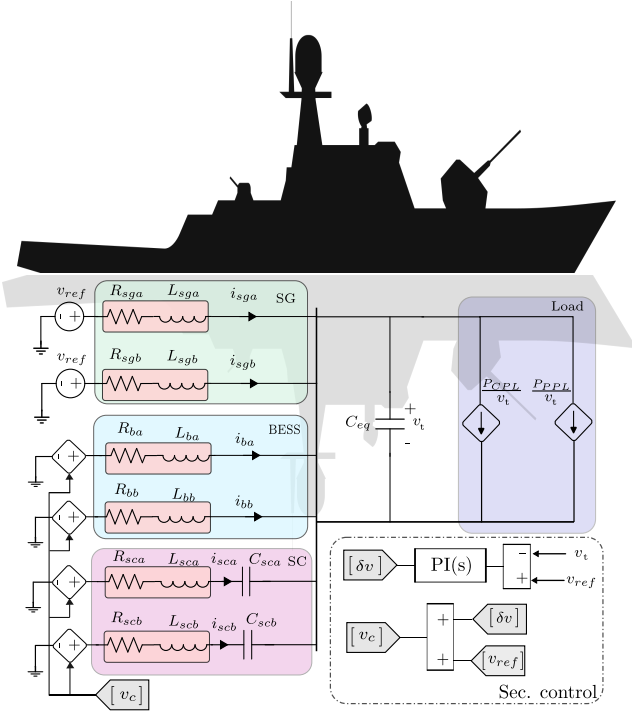 v_ref R_sga L_sga i_sga SG
- +
v_ref R_sgb L_sgb i_sgb
- +
R_ba L_ba i_ba BESS
- +
R_bb L_bb i_bb
- +
R_sca L_sca i_sca C_sca SC
- +
R_scb L_scb i_scb C_scb
- +
[v_c]
C_eq + v_t -
Load
P_CPL/v_t P_PPL/v_t
[δv] PI(s) - v_t
+ v_ref
[v_c] + [δv]
+ [v_ref]
Sec. control